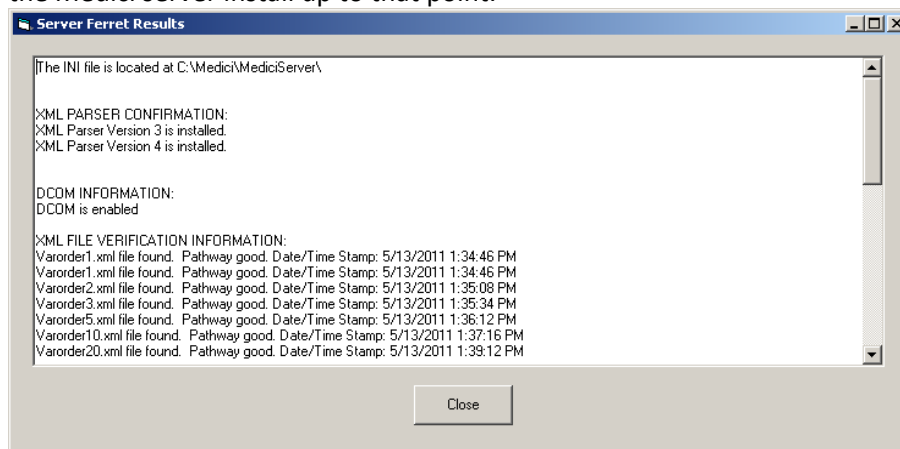 the Medici Server install up to that point.
Server Ferret Results
The INI file is located at C:\Medici\MediciServer\
XML PARSER CONFIRMATION:
XML Parser Version 3 is installed.
XML Parser Version 4 is installed.
DCOM INFORMATION:
DCOM is enabled
XML FILE VERIFICATION INFORMATION:
Varorder1.xml file found. Pathway good. Date/Time Stamp: 5/13/2011 1:34:46 PM
Varorder1.xml file found. Pathway good. Date/Time Stamp: 5/13/2011 1:34:46 PM
Varorder2.xml file found. Pathway good. Date/Time Stamp: 5/13/2011 1:35:08 PM
Varorder3.xml file found. Pathway good. Date/Time Stamp: 5/13/2011 1:35:34 PM
Varorder5.xml file found. Pathway good. Date/Time Stamp: 5/13/2011 1:36:12 PM
Varorder10.xml file found. Pathway good. Date/Time Stamp: 5/13/2011 1:37:16 PM
Varorder20.xml file found. Pathway good. Date/Time Stamp: 5/13/2011 1:39:12 PM
Close